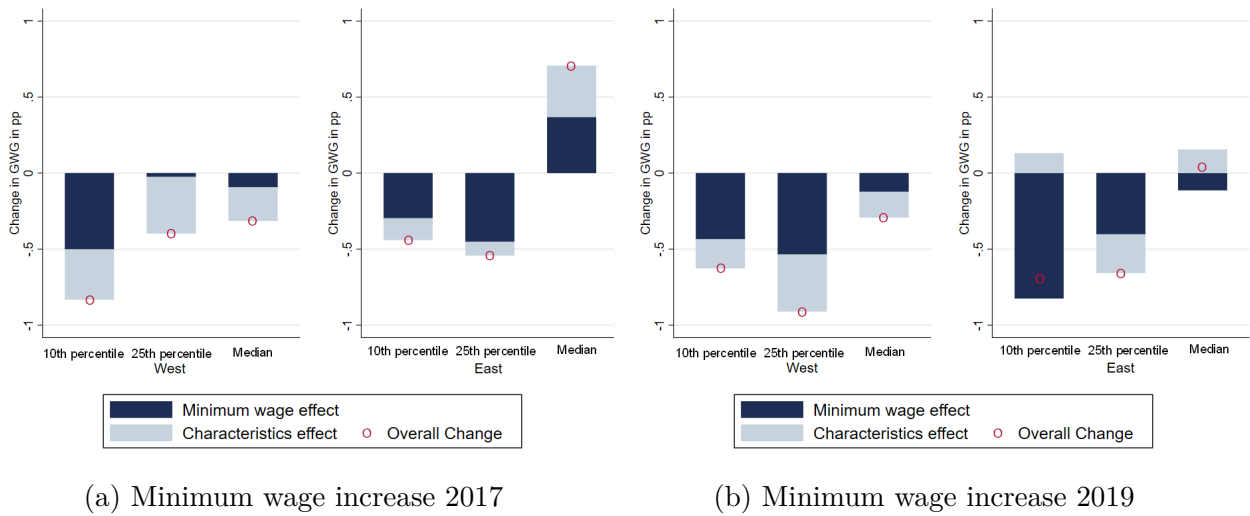 Change in GWG in pp
1
.5
0
-.5
-1
10th percentile 25th percentile Median
West
Change in GWG in pp
1
.5
0
-.5
-1
10th percentile 25th percentile Median
East
Minimum wage effect
Characteristics effect O Overall Change
(a) Minimum wage increase 2017
Change in GWG in pp
1
.5
0
-.5
-1
10th percentile 25th percentile Median
West
Change in GWG in pp
1
.5
0
-.5
-1
10th percentile 25th percentile Median
East
Minimum wage effect
Characteristics effect O Overall Change
(b) Minimum wage increase 2019